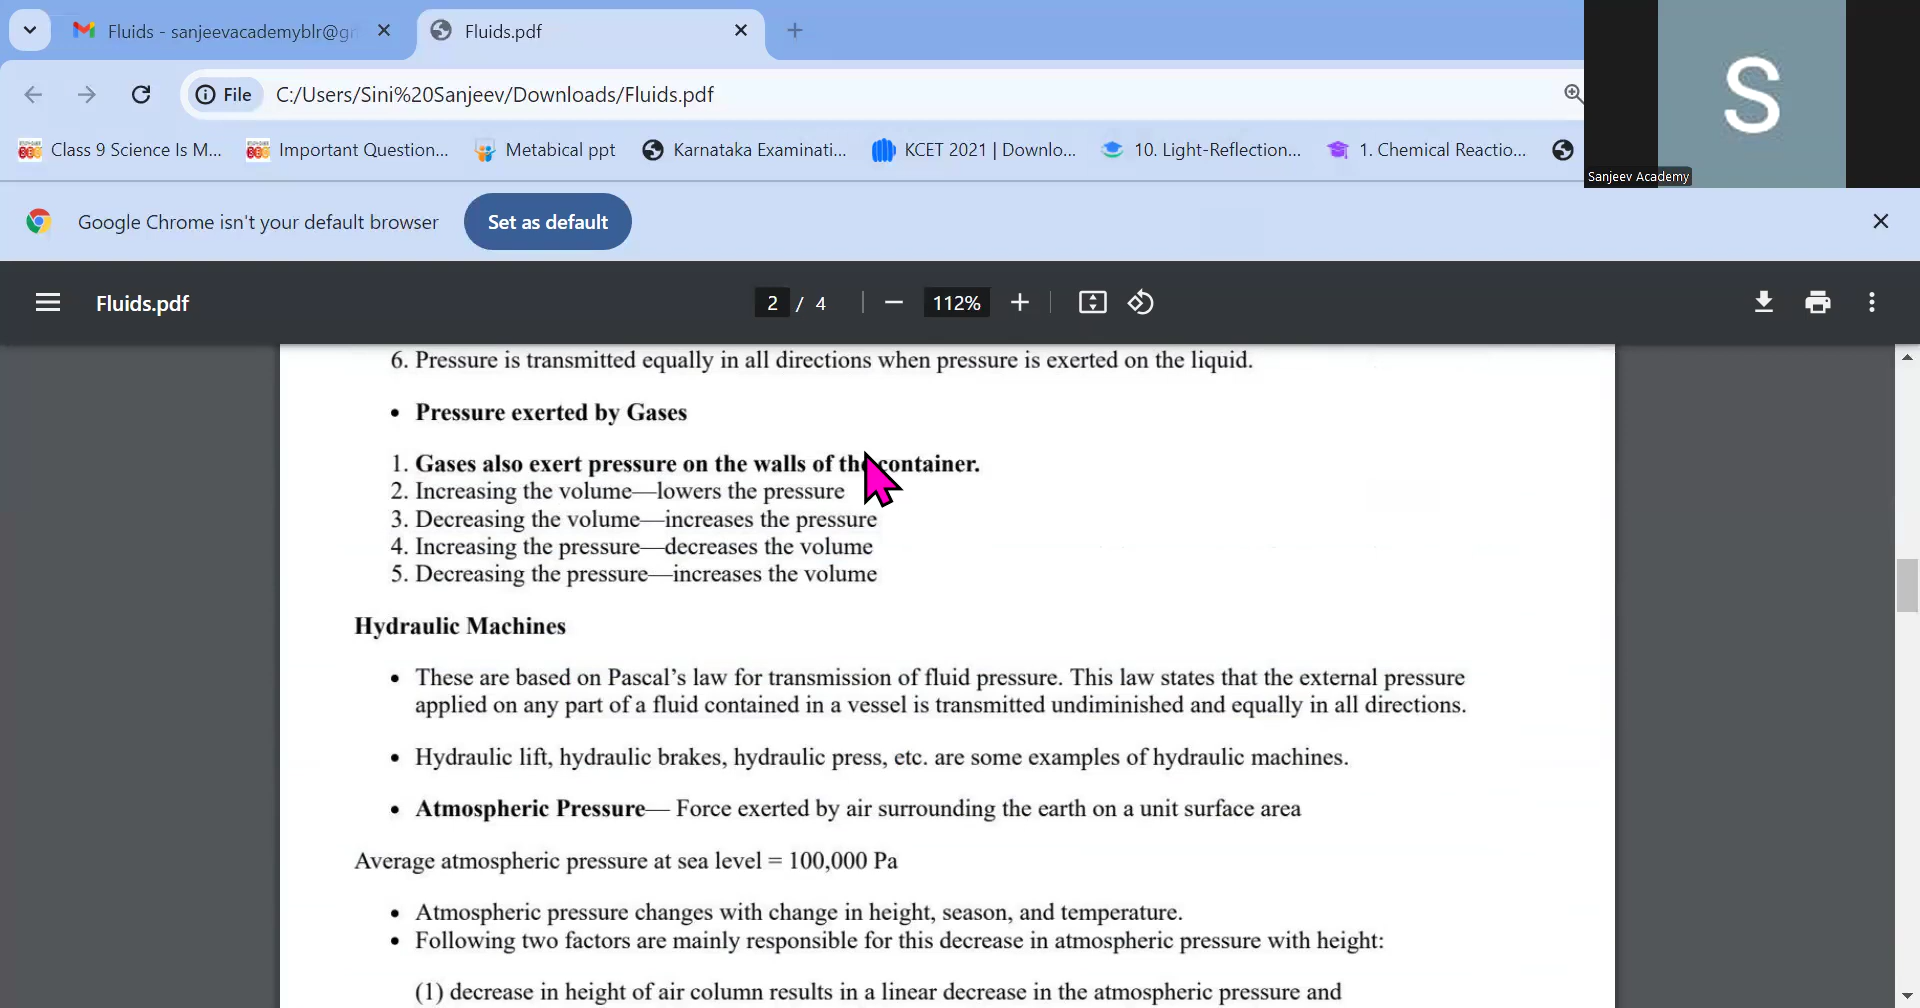 Fluids - sanjeevacademyblr@gr
Fluids.pdf
File
C:/Users/Sini%20Sanjeev/Downloads/Fluids.pdf
S
Class 9 Science Is M...
Important Question...
Metabical ppt
Karnataka Examinati...
KCET 2021 | Downlo...
10. Light-Reflection...
1. Chemical Reactio...
Sanjeev Academy
Google Chrome isn't your default browser
Set as default
Fluids.pdf
2 / 4
112%
6. Pressure is transmitted equally in all directions when pressure is exerted on the liquid.
• Pressure exerted by Gases
1. Gases also exert pressure on the walls of the container.
2. Increasing the volume—lowers the pressure
3. Decreasing the volume—increases the pressure
4. Increasing the pressure—decreases the volume
5. Decreasing the pressure—increases the volume
Hydraulic Machines
• These are based on Pascal's law for transmission of fluid pressure. This law states that the external pressure
applied on any part of a fluid contained in a vessel is transmitted undiminished and equally in all directions.
• Hydraulic lift, hydraulic brakes, hydraulic press, etc. are some examples of hydraulic machines.
• Atmospheric Pressure— Force exerted by air surrounding the earth on a unit surface area
Average atmospheric pressure at sea level = 100,000 Pa
• Atmospheric pressure changes with change in height, season, and temperature.
• Following two factors are mainly responsible for this decrease in atmospheric pressure with height:
(1) decrease in height of air column results in a linear decrease in the atmospheric pressure and